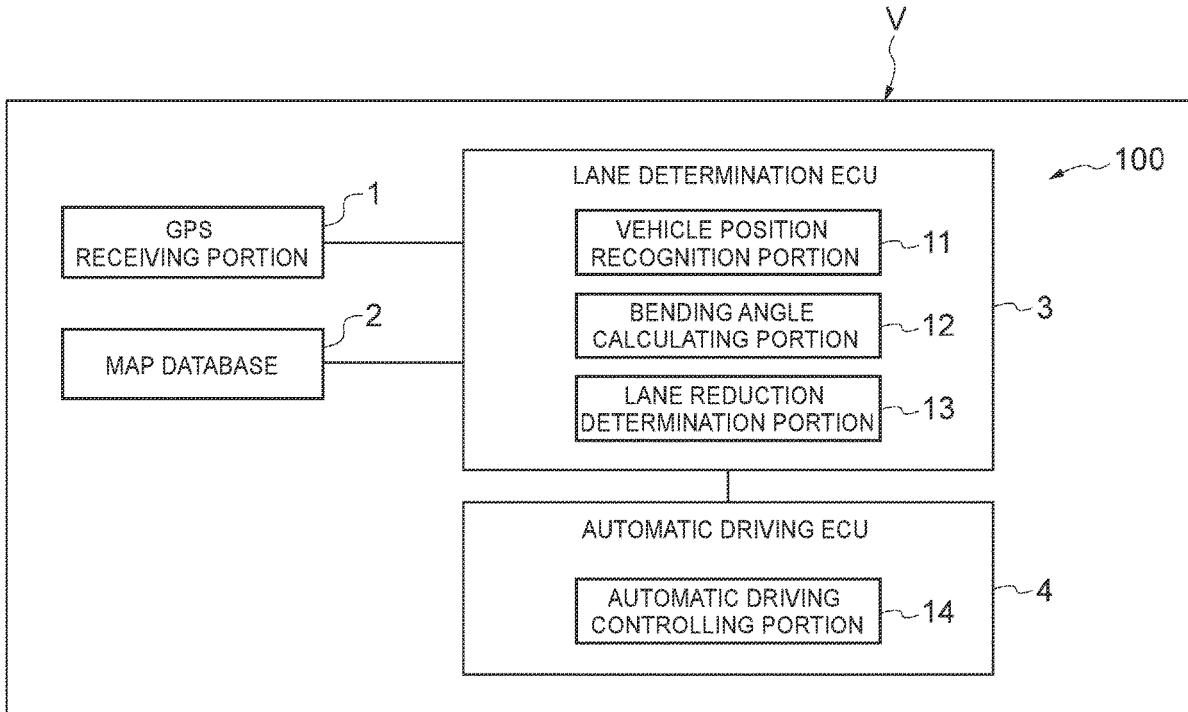 V
100
LANE DETERMINATION ECU
1
GPS
RECEIVING PORTION
VEHICLE POSITION
RECOGNITION PORTION
11
2
MAP DATABASE
BENDING ANGLE
CALCULATING PORTION
12
3
LANE REDUCTION
DETERMINATION PORTION
13
AUTOMATIC DRIVING ECU
4
AUTOMATIC DRIVING
CONTROLLING PORTION
14